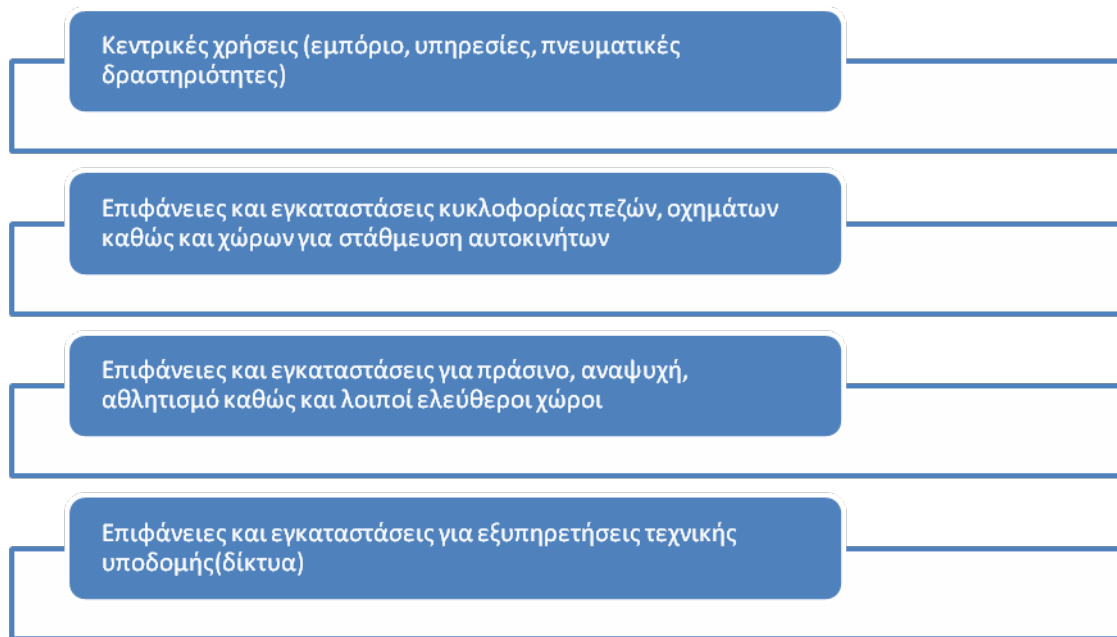 Κεντρικές χρήσεις (εμπόριο, υπηρεσίες, πνευματικές
δραστηριότητες)
Επιφάνειες και εγκαταστάσεις κυκλοφορίας πεζών, οχημάτων
καθώς και χώρων για στάθμευση αυτοκινήτων
Επιφάνειες και εγκαταστάσεις για πράσινο, αναψυχή,
αθλητισμό καθώς και λοιποί ελεύθεροι χώροι
Επιφάνειες και εγκαταστάσεις για εξυπηρετήσεις τεχνικής
υποδομής(δίκτυα)